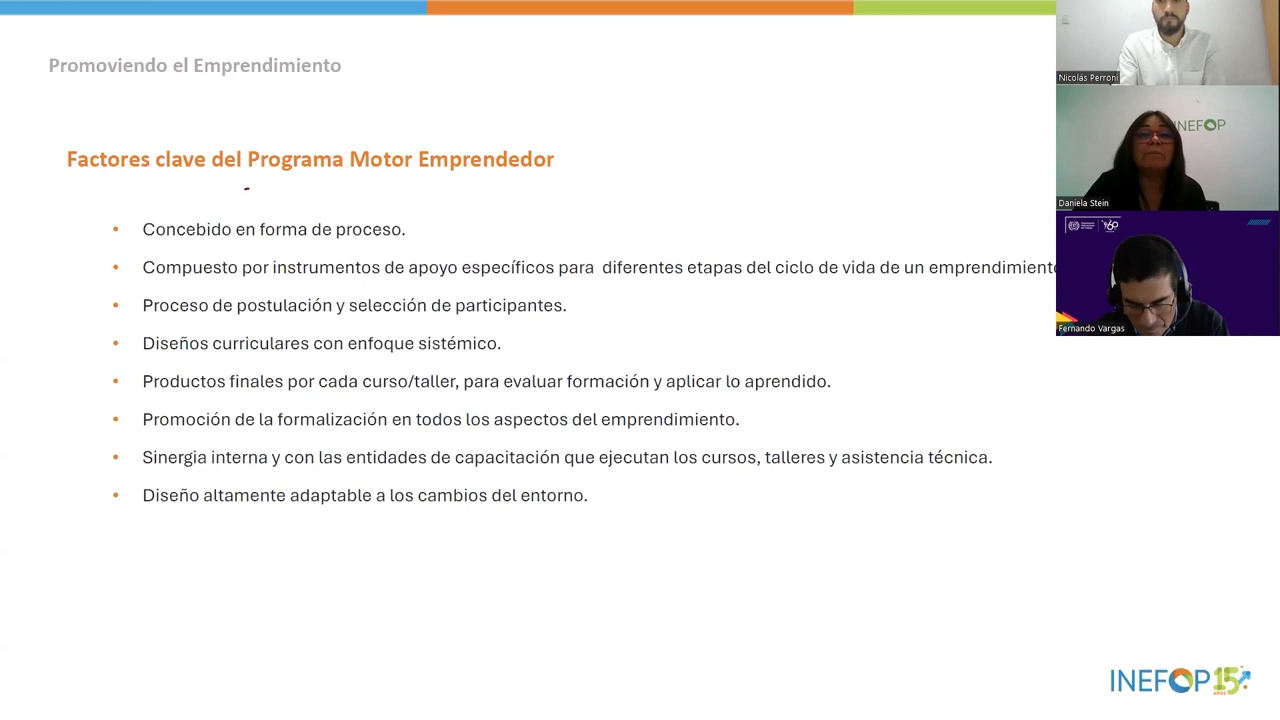 Promoviendo el Emprendimiento
Factores clave del Programa Motor Emprendedor
• Concebido en forma de proceso.
• Compuesto por instrumentos de apoyo específicos para diferentes etapas del ciclo de vida de un emprendimiento
• Proceso de postulación y selección de participantes.
• Diseños curriculares con enfoque sistémico.
• Productos finales por cada curso/taller, para evaluar formación y aplicar lo aprendido.
• Promoción de la formalización en todos los aspectos del emprendimiento.
• Sinergia interna y con las entidades de capacitación que ejecutan los cursos, talleres y asistencia técnica.
• Diseño altamente adaptable a los cambios del entorno.
Nicolás Perroni
INEFOP
Daniela Stein
60
Fernando Vargas
INEFOP 15 AÑOS